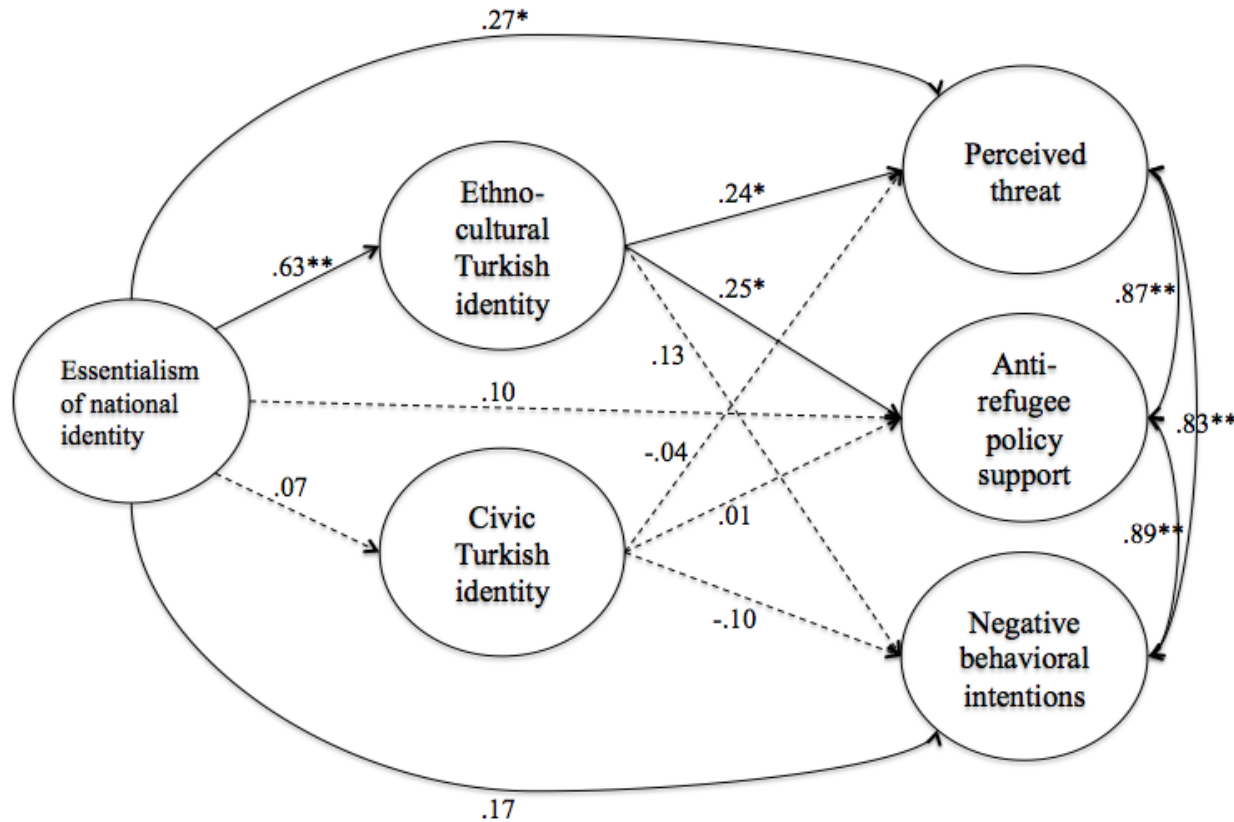 .27*
Perceived
threat
Ethno-
cultural
Turkish
identity
.24*
.63**
.25*
.87**
Essentialism
of national
identity
.13
.10
Anti-
refugee
policy
support
.83**
-.04
.07
.01
Civic
Turkish
identity
.89**
-.10
Negative
behavioral
intentions
.17